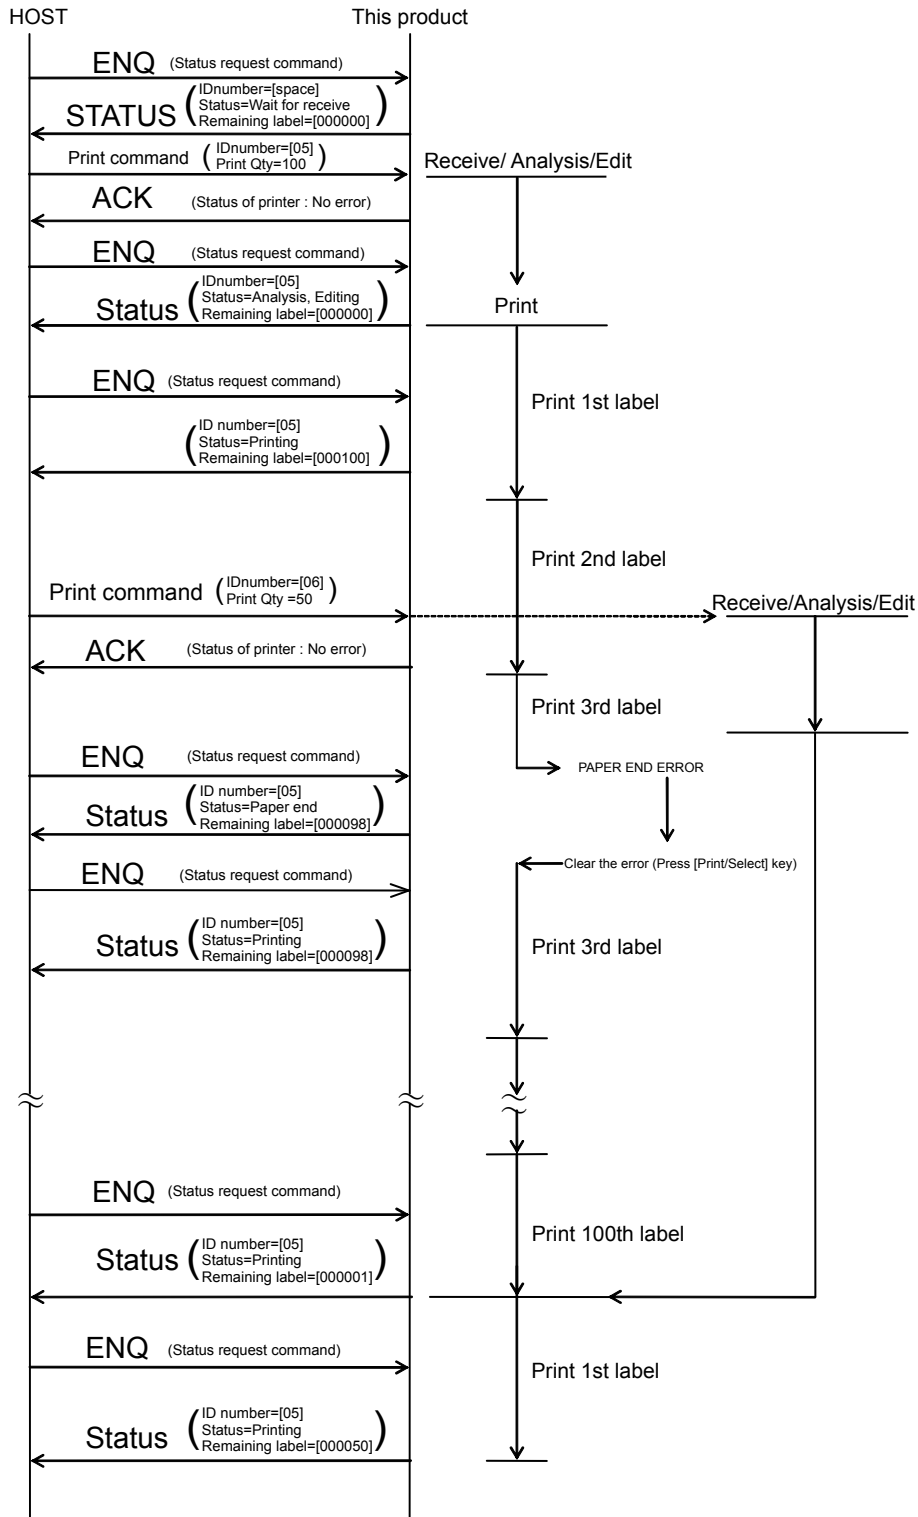 HOST
This product
ENQ (Status request command)
STATUS
IDnumber=[space]
Status=Wait for receive
Remaining label=[000000]
Print command
IDnumber=[05]
Print Qty=100
Receive/ Analysis/Edit
ACK (Status of printer : No error)
ENQ (Status request command)
Status
IDnumber=[05]
Status=Analysis, Editing
Remaining label=[000000]
Print
ENQ (Status request command)
Print 1st label
ID number=[05]
Status=Printing
Remaining label=[000100]
Print 2nd label
Print command
IDnumber=[06]
Print Qty =50
Receive/Analysis/Edit
ACK (Status of printer : No error)
Print 3rd label
ENQ (Status request command)
PAPER END ERROR
Status
ID number=[05]
Status=Paper end
Remaining label=[000098]
Clear the error (Press [Print/Select] key)
ENQ (Status request command)
Status
ID number=[05]
Status=Printing
Remaining label=[000098]
Print 3rd label
ENQ (Status request command)
Print 100th label
Status
ID number=[05]
Status=Printing
Remaining label=[000001]
ENQ (Status request command)
Print 1st label
Status
ID number=[05]
Status=Printing
Remaining label=[000050]